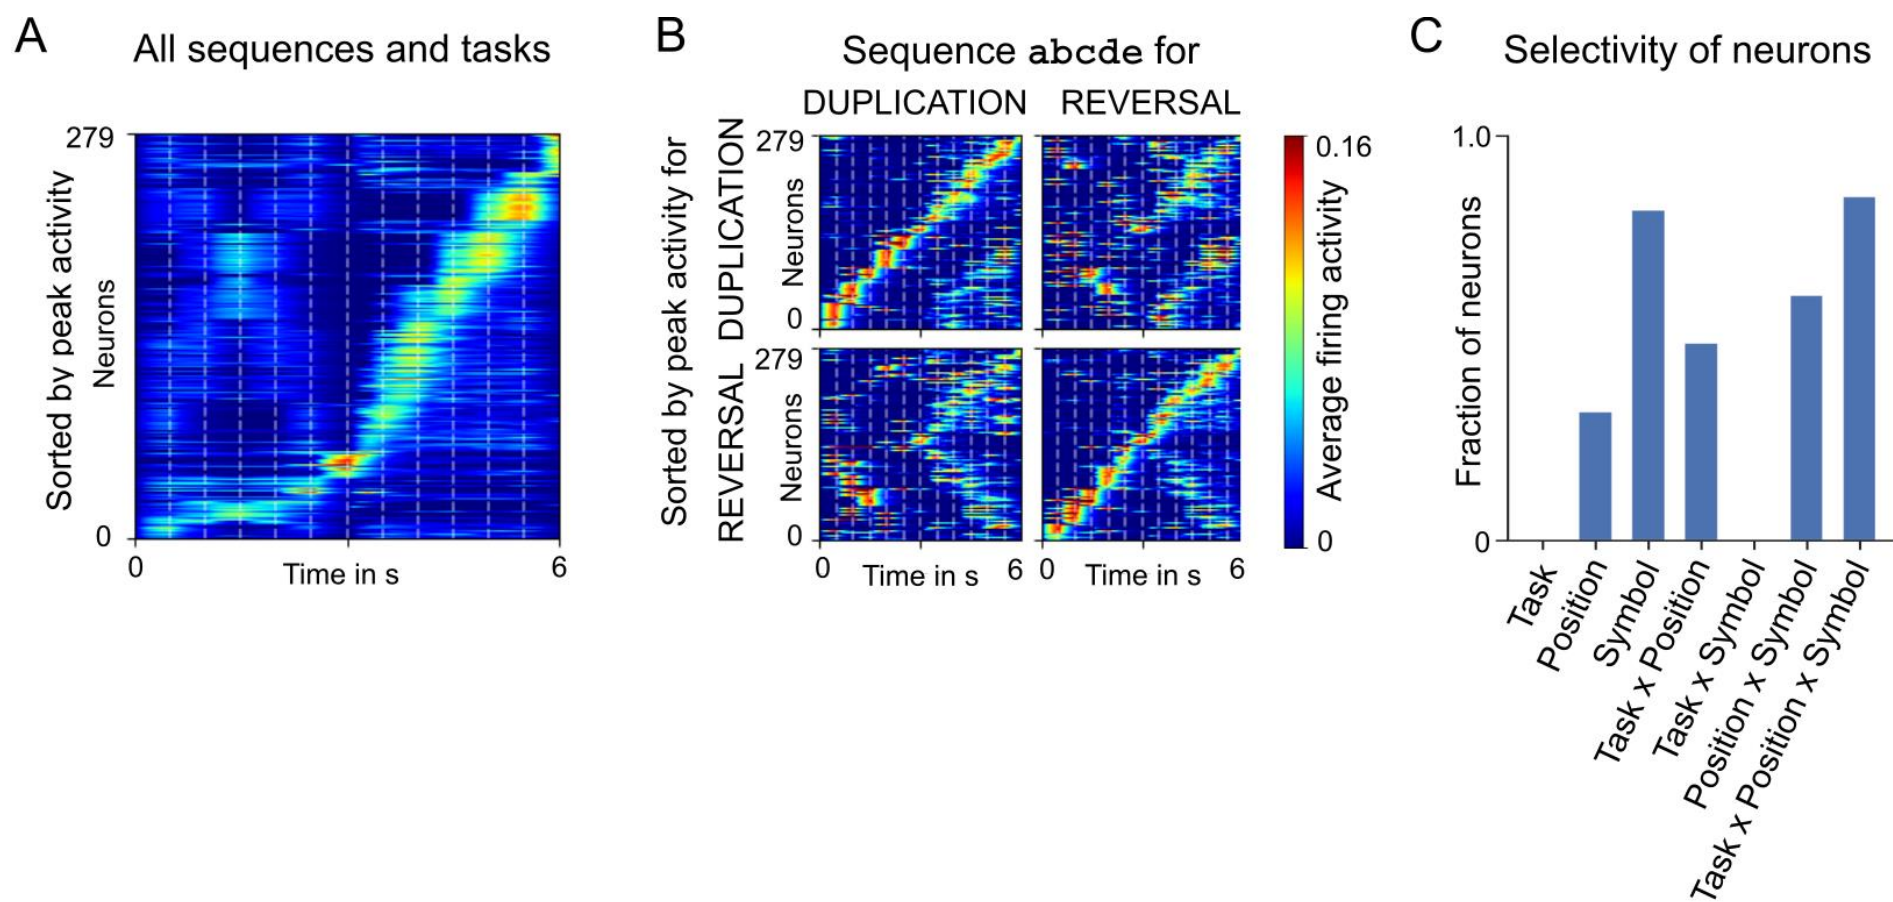 A
All sequences and tasks
Sorted by peak activity
Neurons
279
0
0
Time in s
6
B
Sequence abcde for
DUPLICATION
REVERSAL
Sorted by peak activity for
REVERSAL DUPLICATION
279
Neurons
0
279
Neurons
0
0
Time in s
6
0
Time in s
6
0.16
Average firing activity
0
C
Selectivity of neurons
1.0
Fraction of neurons
0
Task
Position
Symbol
Task x Position
Task x Symbol
Position x Symbol
Task x Position x Symbol